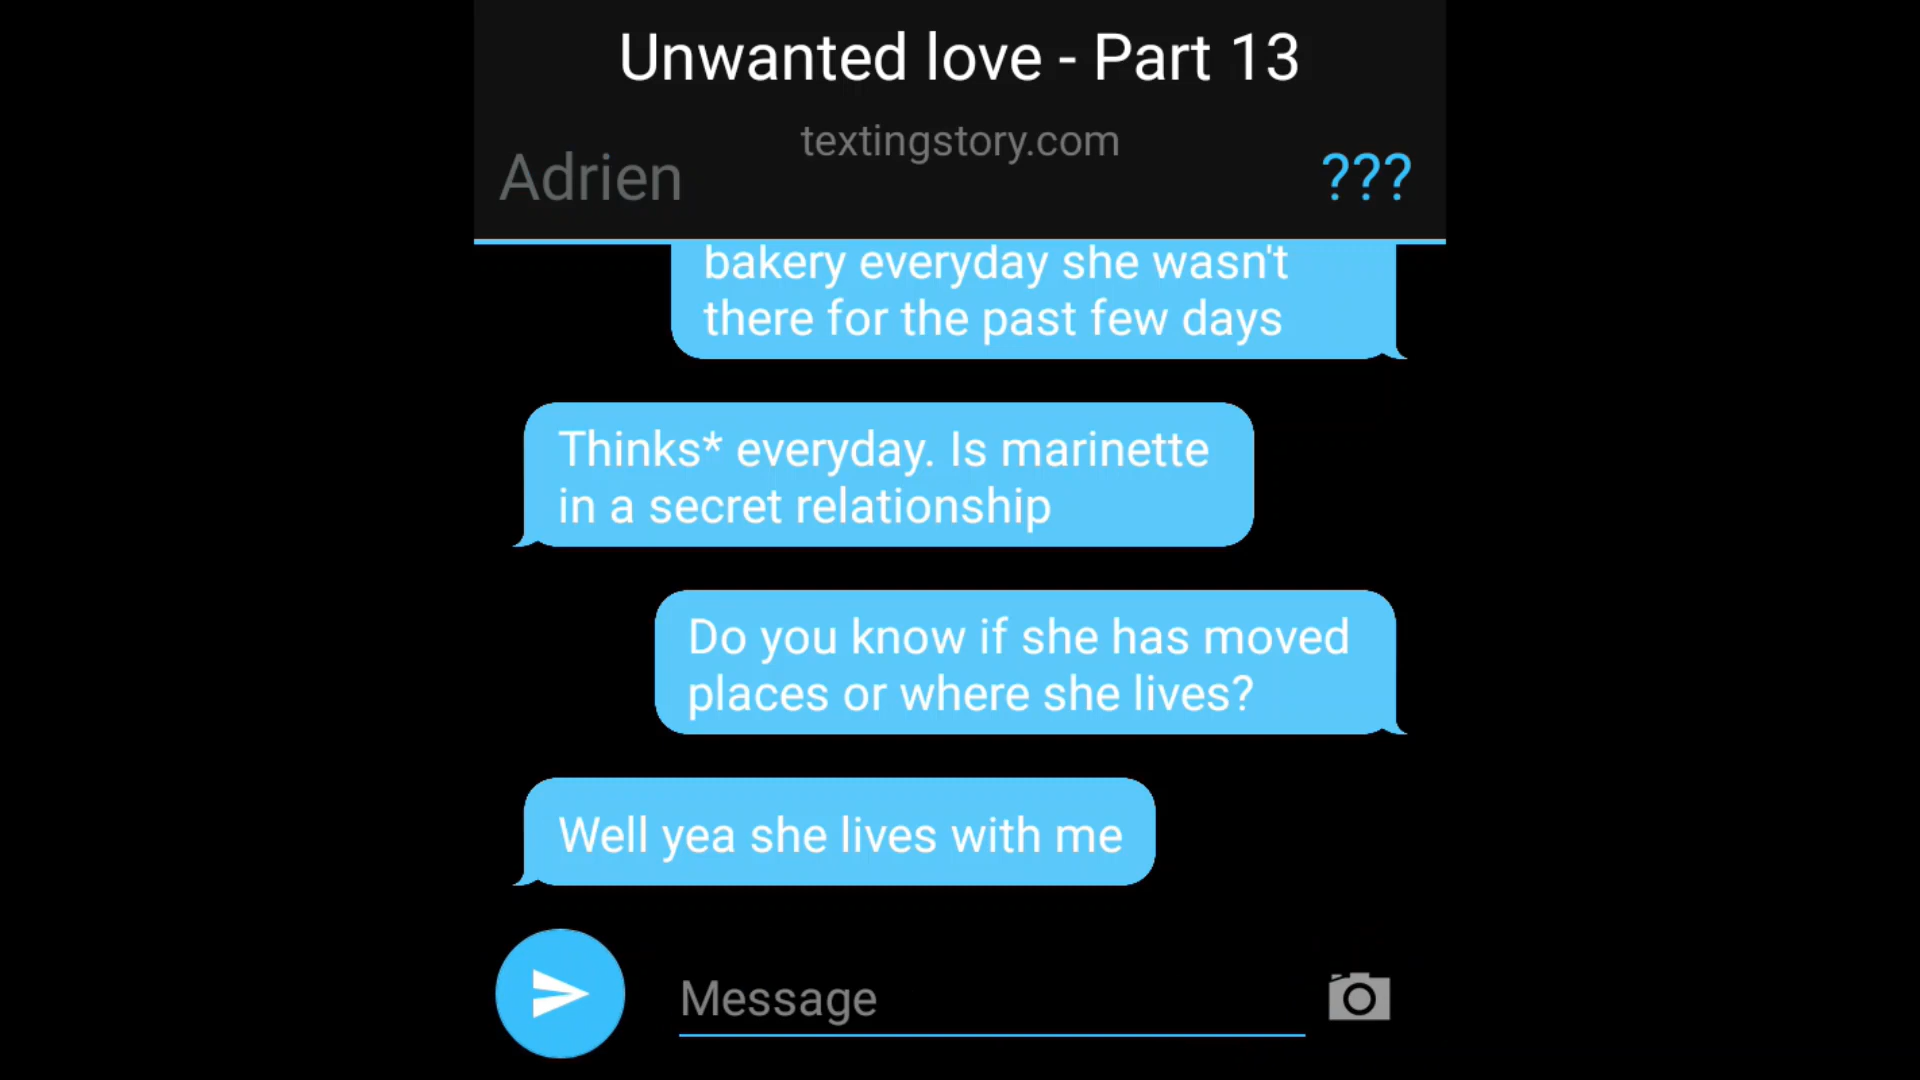 Unwanted love - Part 13
textingstory.com
Adrien
???
bakery everyday she wasn't
there for the past few days
Thinks* everyday. Is marinette
in a secret relationship
Do you know if she has moved
places or where she lives?
Well yea she lives with me
Message